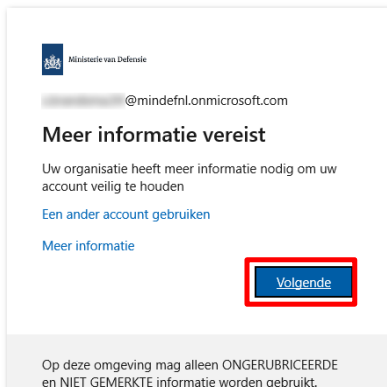 Ministerie van Defensie
@mindefnl.onmicrosoft.com
Meer informatie vereist
Uw organisatie heeft meer informatie nodig om uw
account veilig te houden
Een ander account gebruiken
Meer informatie
Volgende
Op deze omgeving mag alleen ONGERUBRICEERDE
en NIET GEMERKTE informatie worden gebruikt.